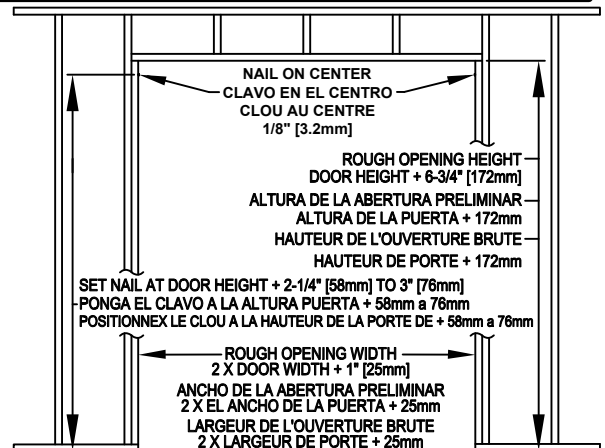 NAIL ON CENTER
CLAVO EN EL CENTRO
CLOU AU CENTRE
1/8" [3.2mm]
ROUGH OPENING HEIGHT
DOOR HEIGHT + 6-3/4" [172mm]
ALTURA DE LA ABERTURA PRELIMINAR
ALTURA DE LA PUERTA + 172mm
HAUTEUR DE L'OUVERTURE BRUTE
HAUTEUR DE PORTE + 172mm
SET NAIL AT DOOR HEIGHT + 2-1/4" [58mm] TO 3" [76mm]
PONGA EL CLAVO A LA ALTURA PUERTA + 58mm a 76mm
POSITIONNEX LE CLOU A LA HAUTEUR DE LA PORTE DE + 58mm a 76mm
ROUGH OPENING WIDTH
2 X DOOR WIDTH + 1" [25mm]
ANCHO DE LA ABERTURA PRELIMINAR
2 X EL ANCHO DE LA PUERTA + 25mm
LARGEUR DE L'OUVERTURE BRUTE
2 X LARGEUR DE PORTE + 25mm